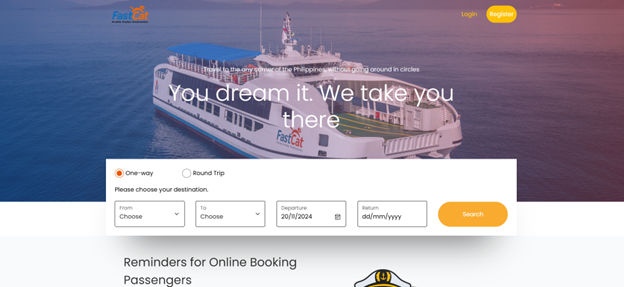 FastCat
Login
Register
Travel to the any corner of the Philippines, without going around in circles
You dream it. We take you
there
FastCat
One-way
Round Trip
Please choose your destination.
From
To
Departure
Return
Choose
Choose
20/11/2024
dd/mm/yyyy
Search
Reminders for Online Booking
Passengers